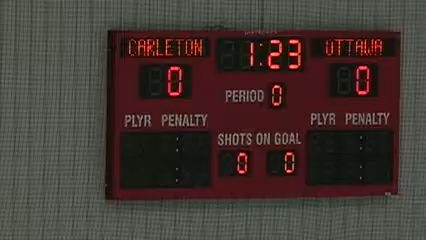 CARLETON 1:23 OTTAWA
0 0
PERIOD 0
PLYR PENALTY PLYR PENALTY
SHOTS ON GOAL
0 0